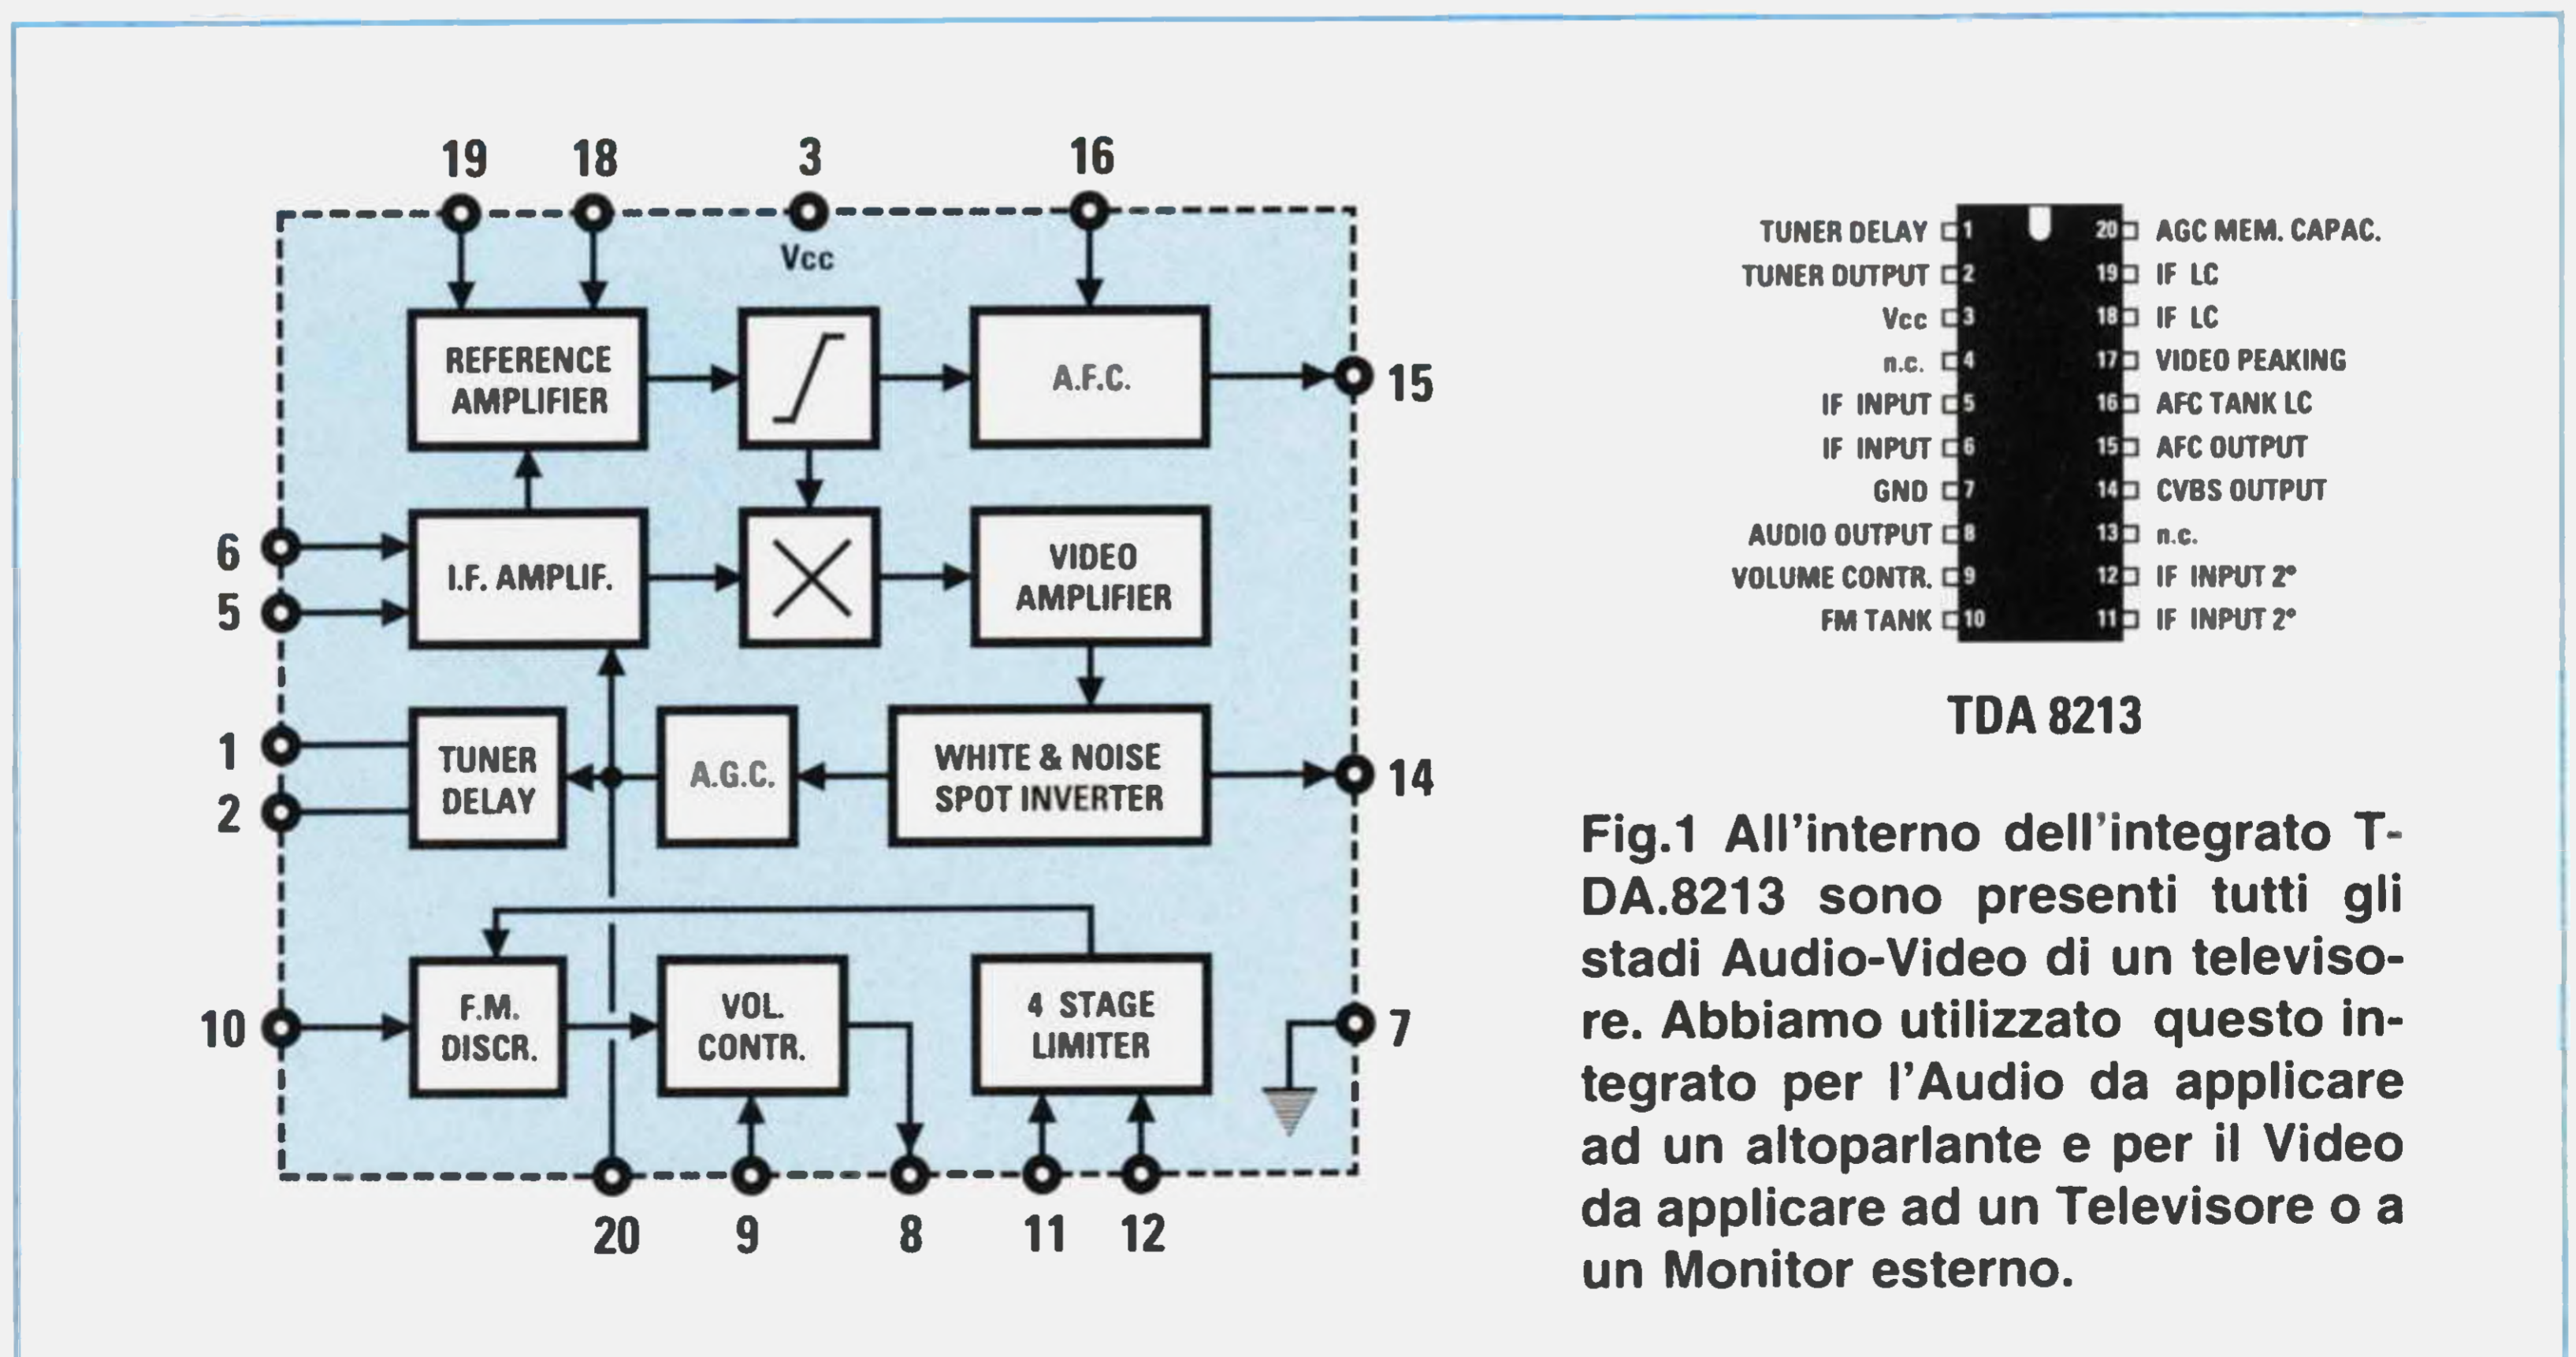 19 18 3 16
Vcc
REFERENCE
AMPLIFIER
A.F.C.
15
6
5
I.F. AMPLIF.
VIDEO
AMPLIFIER
1
2
TUNER
DELAY
A.G.C.
WHITE & NOISE
SPOT INVERTER
14
10
F.M.
DISCR.
VOL.
CONTR.
4 STAGE
LIMITER
7
20 9 8 11 12
TUNER DELAY 1 20 AGC MEM. CAPAC.
TUNER OUTPUT 2 19 IF LC
Vcc 3 18 IF LC
n.c. 4 17 VIDEO PEAKING
IF INPUT 5 16 AFC TANK LC
IF INPUT 6 15 AFC OUTPUT
GND 7 14 CVBS OUTPUT
AUDIO OUTPUT 8 13 n.c.
VOLUME CONTR. 9 12 IF INPUT 2°
FM TANK 10 11 IF INPUT 2°
TDA 8213
Fig.1 All'interno dell'integrato T-
DA.8213 sono presenti tutti gli
stadi Audio-Video di un televiso-
re. Abbiamo utilizzato questo in-
tegrato per l'Audio da applicare
ad un altoparlante e per il Video
da applicare ad un Televisore o a
un Monitor esterno.